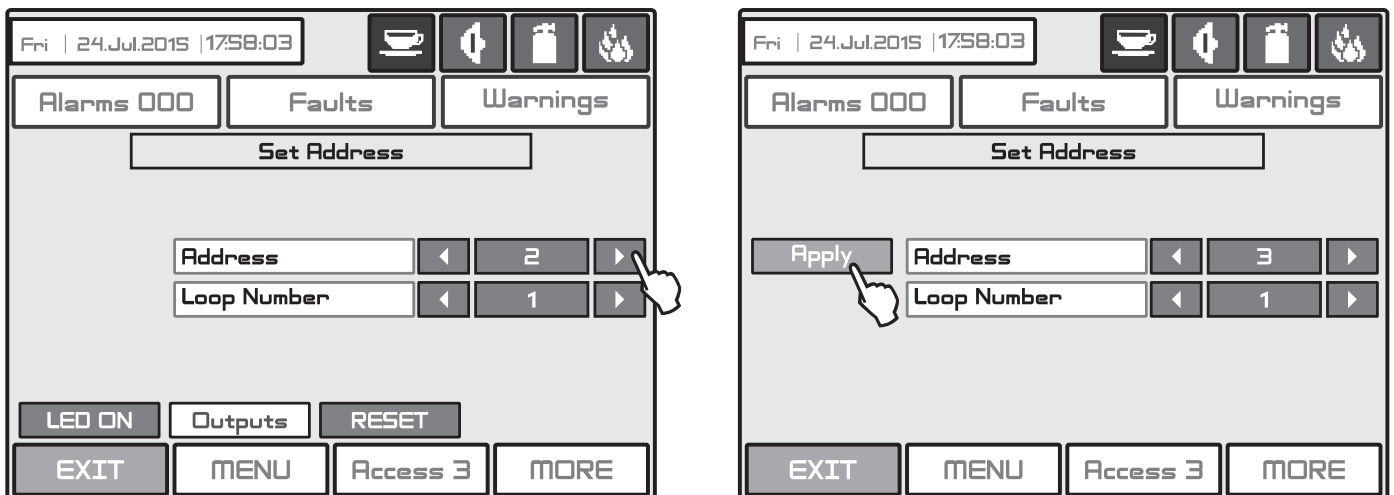 Fri | 24.Jul.2015 | 17:58:03
Alarms 000 Faults Warnings
Set Address
Address 2
Loop Number 1
LED ON Outputs RESET
EXIT MENU Access 3 MORE
Fri | 24.Jul.2015 | 17:58:03
Alarms 000 Faults Warnings
Set Address
Apply Address 3
Loop Number 1
EXIT MENU Access 3 MORE